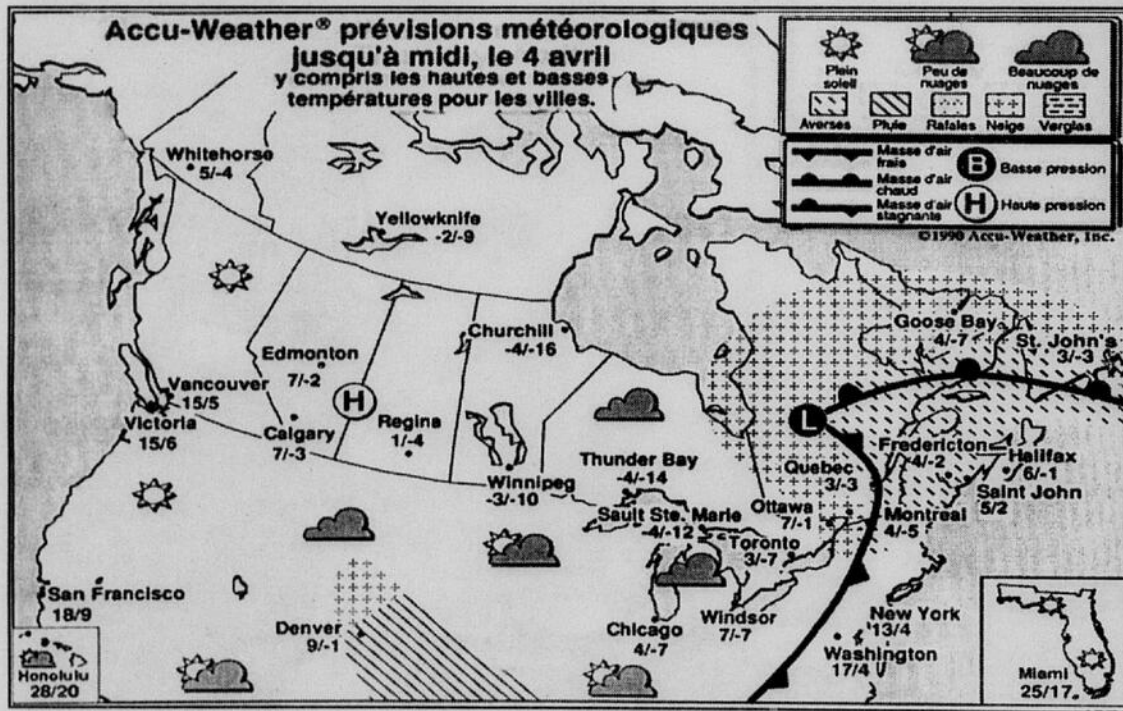 Accu-Weather® prévisions météorologiques
jusqu'à midi, le 4 avril
y compris les hautes et basses
températures pour les villes.
Plein
soleil
Peu de
nuages
Beaucoup de
nuages
Averses
Pluie
Rafales
Neige
Verglas
Masse d'air
frais
Masse d'air
chaud
Masse d'air
stagnante
B
Basse pression
H
Haute pression
©1990 Accu-Weather, Inc.
Whitehorse
5/-4
Yellowknife
-2/-9
Churchill
-4/-16
Goose Bay
4/-7
St. John's
3/-3
Edmonton
7/-2
Vancouver
15/5
Victoria
15/6
H
Calgary
7/-3
Regina
1/-4
Winnipeg
-3/-10
Thunder Bay
-4/-14
Sault Ste. Marie
-4/-12
L
Quebec
3/-3
Fredericton
4/-2
Halifax
6/-1
Saint John
5/2
Ottawa
7/-1
Montreal
4/-5
Toronto
3/-7
Windsor
7/-7
Chicago
4/-7
New York
13/4
Washington
17/4
San Francisco
18/9
Denver
9/-1
Honolulu
28/20
Miami
25/17